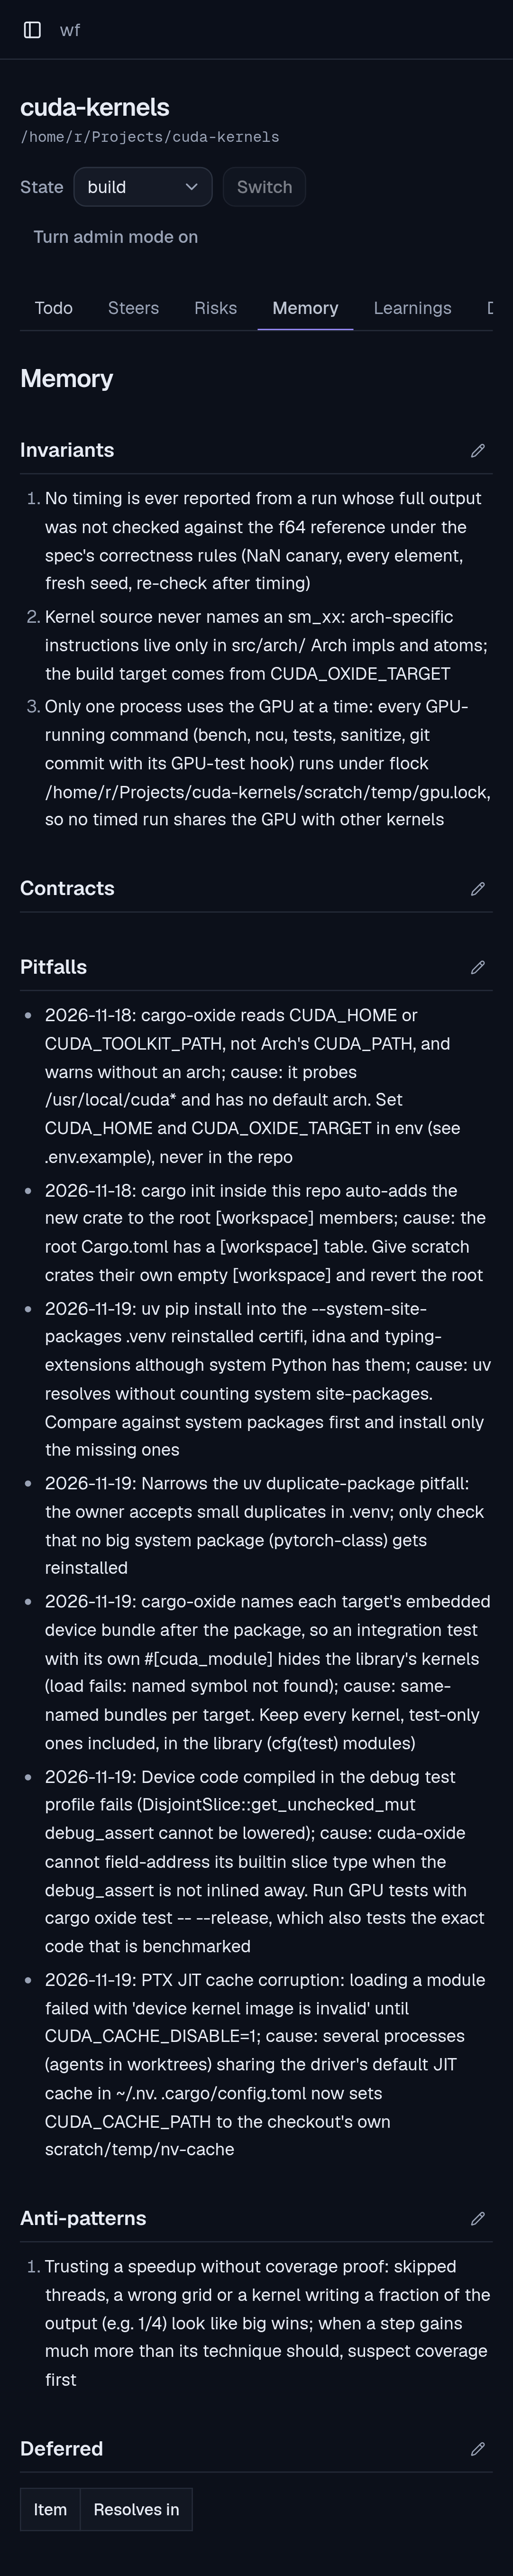 wf
cuda-kernels
/home/r/Projects/cuda-kernels
State build Switch
Turn admin mode on
Todo Steers Risks Memory Learnings
Memory
Invariants
1. No timing is ever reported from a run whose full output
was not checked against the f64 reference under the
spec's correctness rules (NaN canary, every element,
fresh seed, re-check after timing)
2. Kernel source never names an sm_xx: arch-specific
instructions live only in src/arch/ Arch impls and atoms;
the build target comes from CUDA_OXIDE_TARGET
3. Only one process uses the GPU at a time: every GPU-
running command (bench, ncu, tests, sanitize, git
commit with its GPU-test hook) runs under flock
/home/r/Projects/cuda-kernels/scratch/temp/gpu.lock,
so no timed run shares the GPU with other kernels
Contracts
Pitfalls
• 2026-11-18: cargo-oxide reads CUDA_HOME or
CUDA_TOOLKIT_PATH, not Arch's CUDA_PATH, and
warns without an arch; cause: it probes
/usr/local/cuda* and has no default arch. Set
CUDA_HOME and CUDA_OXIDE_TARGET in env (see
.env.example), never in the repo
• 2026-11-18: cargo init inside this repo auto-adds the
new crate to the root [workspace] members; cause: the
root Cargo.toml has a [workspace] table. Give scratch
crates their own empty [workspace] and revert the root
• 2026-11-19: uv pip install into the --system-site-
packages .venv reinstalled certifi, idna and typing-
extensions although system Python has them; cause: uv
resolves without counting system site-packages.
Compare against system packages first and install only
the missing ones
• 2026-11-19: Narrows the uv duplicate-package pitfall:
the owner accepts small duplicates in .venv; only check
that no big system package (pytorch-class) gets
reinstalled
• 2026-11-19: cargo-oxide names each target's embedded
device bundle after the package, so an integration test
with its own #[cuda_module] hides the library's kernels
(load fails: named symbol not found); cause: same-
named bundles per target. Keep every kernel, test-only
ones included, in the library (cfg(test) modules)
• 2026-11-19: Device code compiled in the debug test
profile fails (DisjointSlice::get_unchecked_mut
debug_assert cannot be lowered); cause: cuda-oxide
cannot field-address its builtin slice type when the
debug_assert is not inlined away. Run GPU tests with
cargo oxide test -- --release, which also tests the exact
code that is benchmarked
• 2026-11-19: PTX JIT cache corruption: loading a module
failed with 'device kernel image is invalid' until
CUDA_CACHE_DISABLE=1; cause: several processes
(agents in worktrees) sharing the driver's default JIT
cache in ~/.nv. .cargo/config.toml now sets
CUDA_CACHE_PATH to the checkout's own
scratch/temp/nv-cache
Anti-patterns
1. Trusting a speedup without coverage proof: skipped
threads, a wrong grid or a kernel writing a fraction of the
output (e.g. 1/4) look like big wins; when a step gains
much more than its technique should, suspect coverage
first
Deferred
Item Resolves in